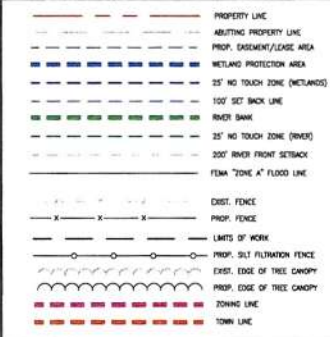 PROPERTY LINE
ABUTTING PROPERTY LINE
PROP. EASEMENT/LEASE AREA
WETLAND PROTECTION AREA
25' NO TOUCH ZONE (WETLANDS)
100' SET BACK LINE
RIVER BANK
25' NO TOUCH ZONE (RIVER)
200' RIVER FRONT SETBACK
FEMA "ZONE A" FLOOD LINE
EXIST. FENCE
PROP. FENCE
LIMITS OF WORK
PROP. SILT FILTRATION FENCE
EXIST. EDGE OF TREE CANOPY
PROP. EDGE OF TREE CANOPY
ZONING LINE
TOWN LINE